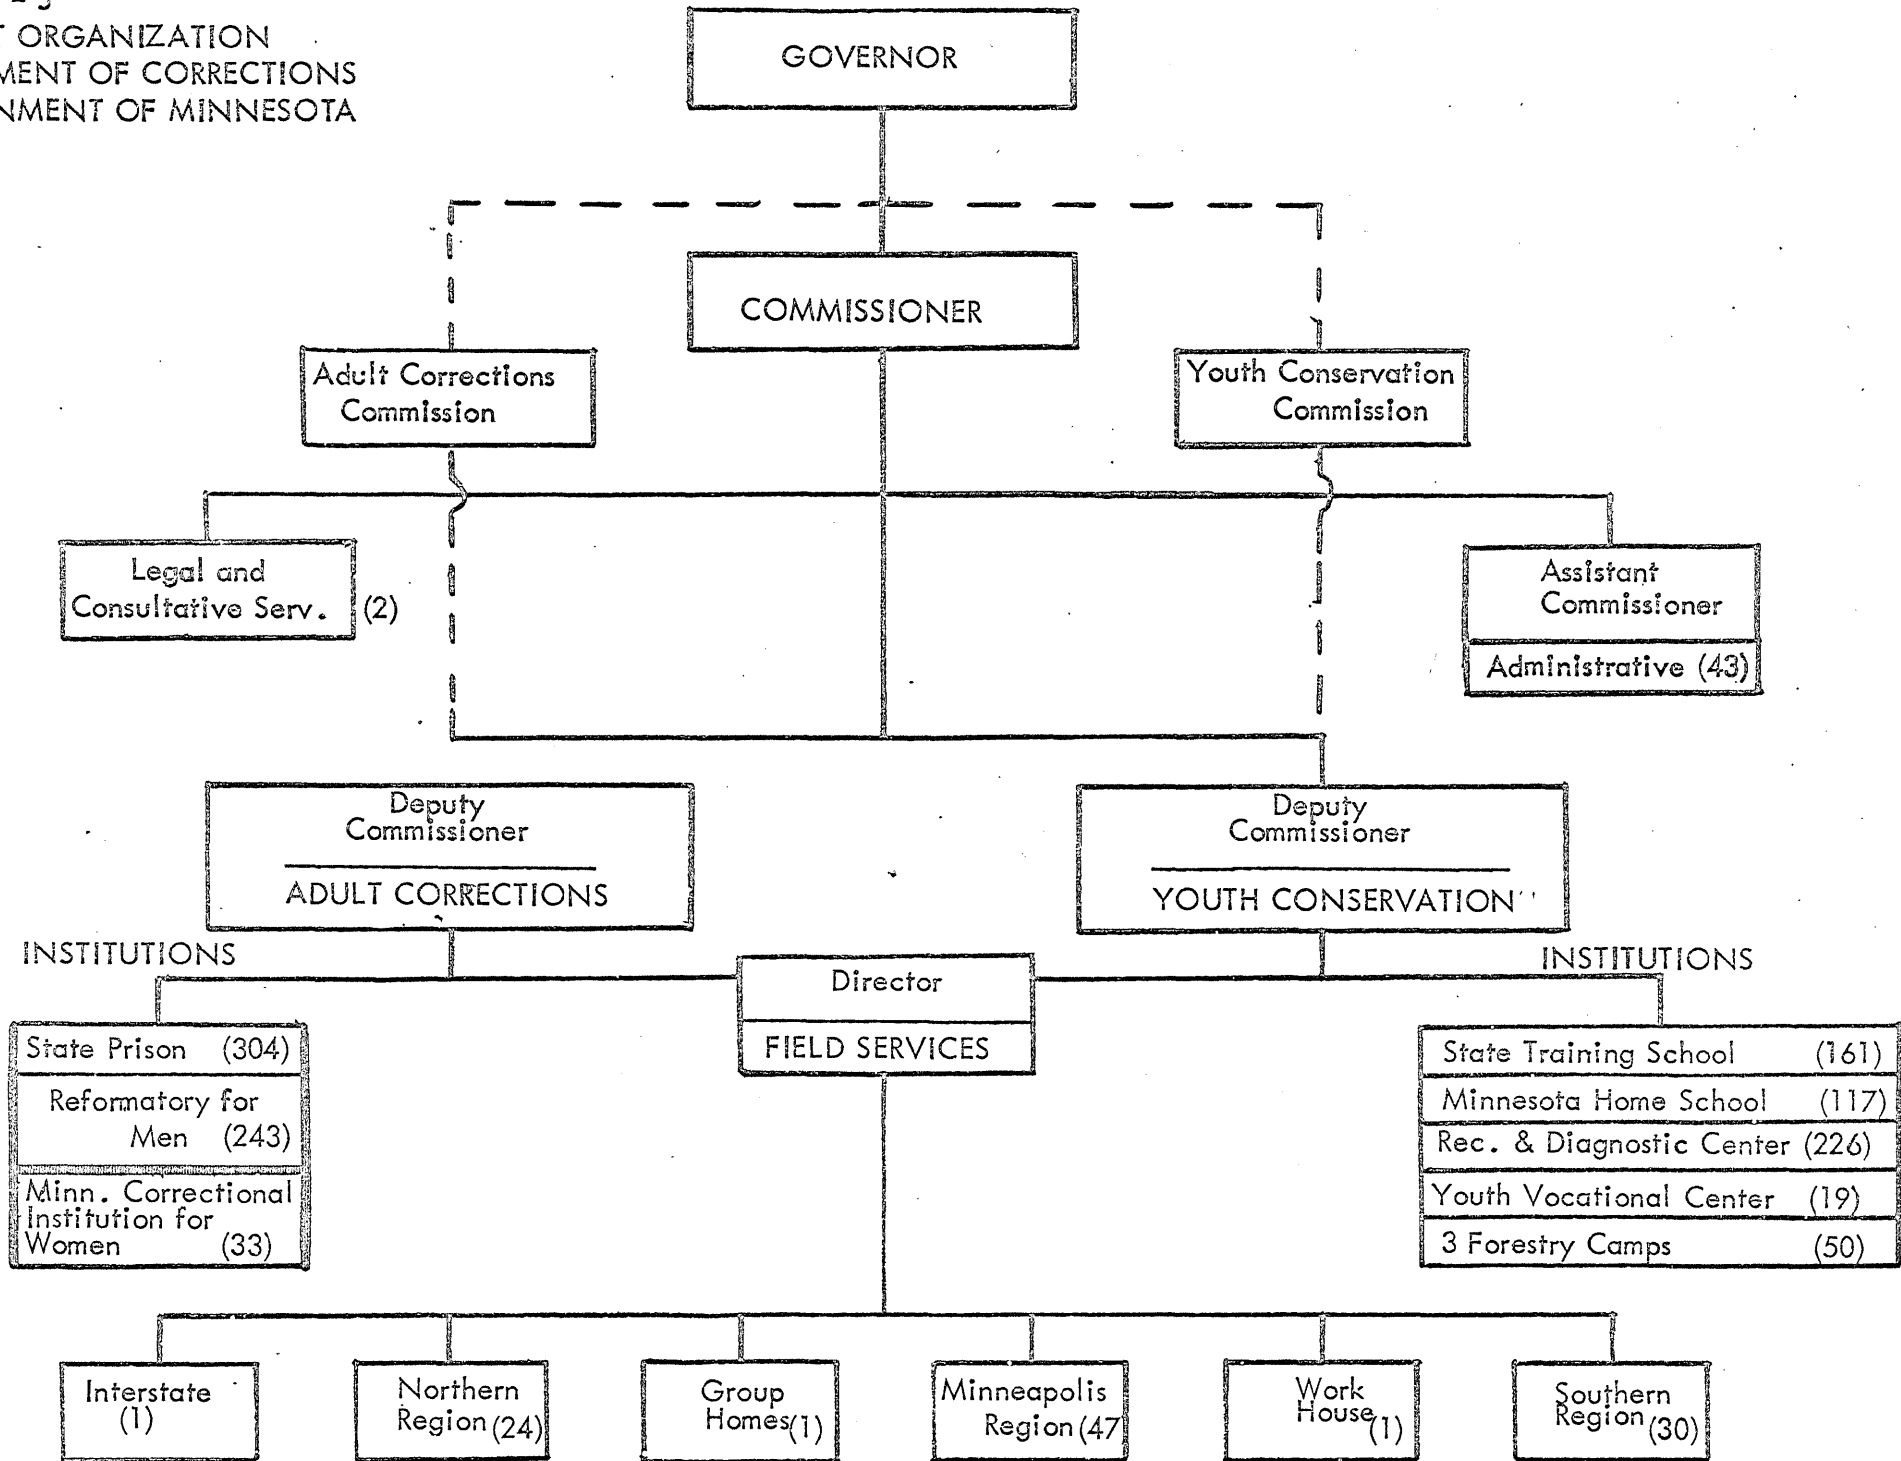 T ORGANIZATION
MENT OF CORRECTIONS
NMENT OF MINNESOTA
GOVERNOR
COMMISSIONER
Adult Corrections
Commission
Youth Conservation
Commission
Legal and
Consultative Serv. (2)
Assistant
Commissioner
Administrative (43)
Deputy
Commissioner
ADULT CORRECTIONS
Deputy
Commissioner
YOUTH CONSERVATION
INSTITUTIONS
State Prison (304)
Reformatory for
Men (243)
Minn. Correctional
Institution for
Women (33)
Director
FIELD SERVICES
INSTITUTIONS
State Training School (161)
Minnesota Home School (117)
Rec. & Diagnostic Center (226)
Youth Vocational Center (19)
3 Forestry Camps (50)
Interstate
(1)
Northern
Region (24)
Group
Homes (1)
Minneapolis
Region (47
Work
House (1)
Southern
Region (30)